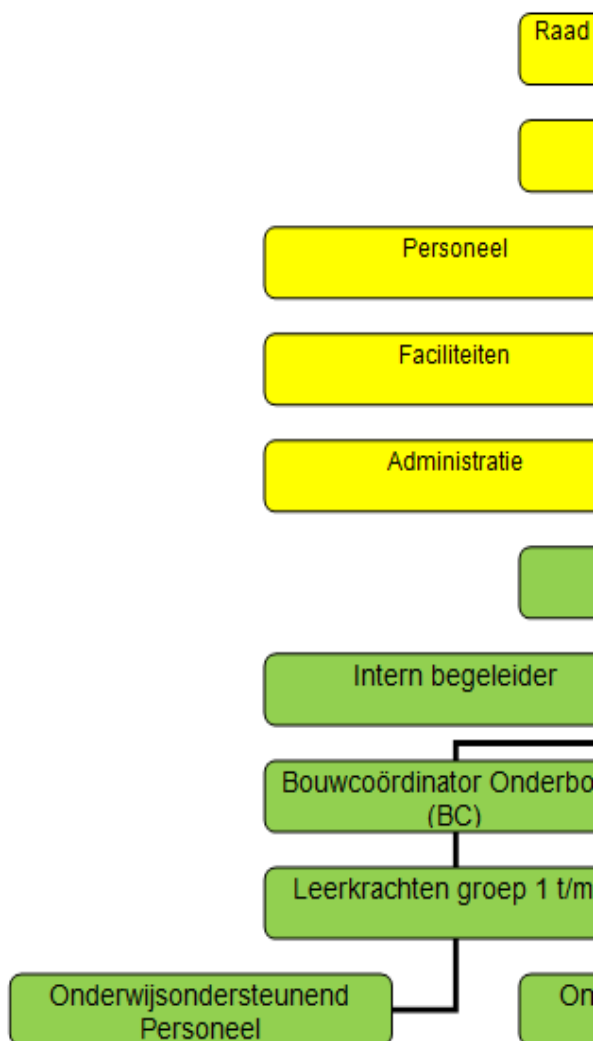 Raad
Personeel
Faciliteiten
Administratie
Intern begeleider
Bouwcoördinator Onderbo
(BC)
Leerkrachten groep 1 t/m
Onderwijsondersteunend
Personeel
On